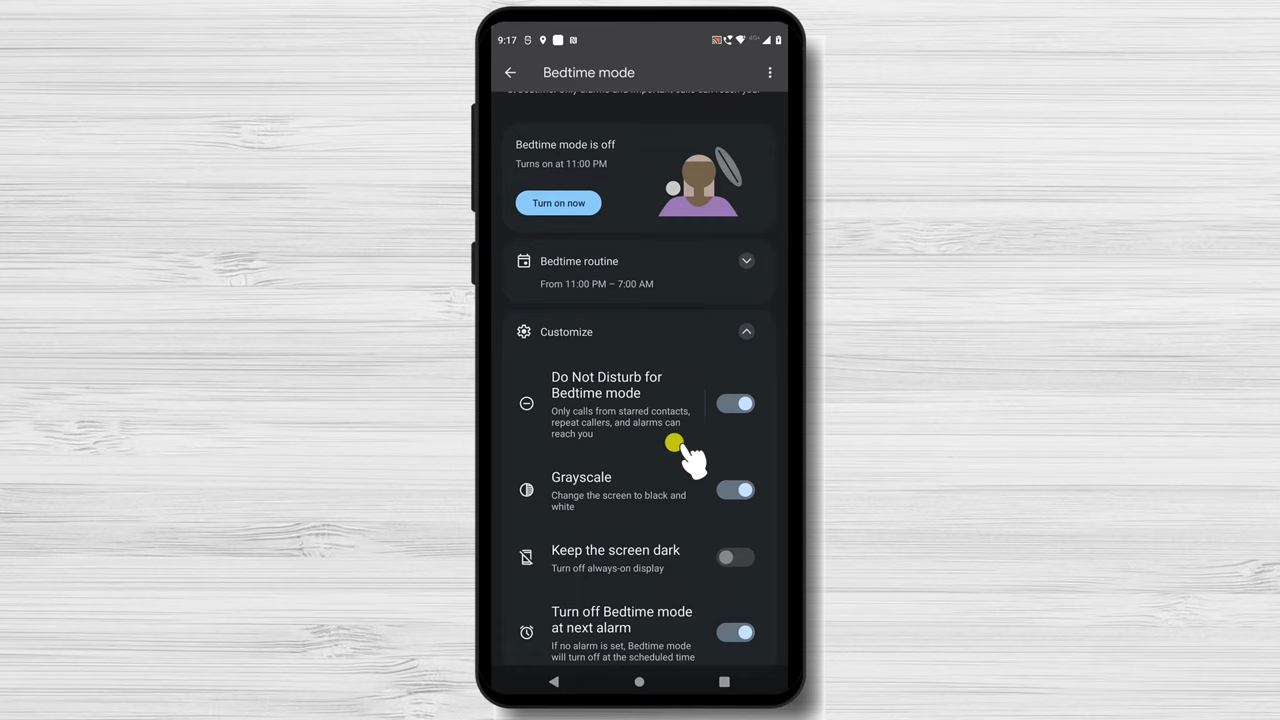 9:17
4G+
Bedtime mode
Bedtime mode is off
Turns on at 11:00 PM
Turn on now
Bedtime routine
From 11:00 PM – 7:00 AM
Customize
Do Not Disturb for
Bedtime mode
Only calls from starred contacts,
repeat callers, and alarms can
reach you
Grayscale
Change the screen to black and
white
Keep the screen dark
Turn off always-on display
Turn off Bedtime mode
at next alarm
If no alarm is set, Bedtime mode
will turn off at the scheduled time